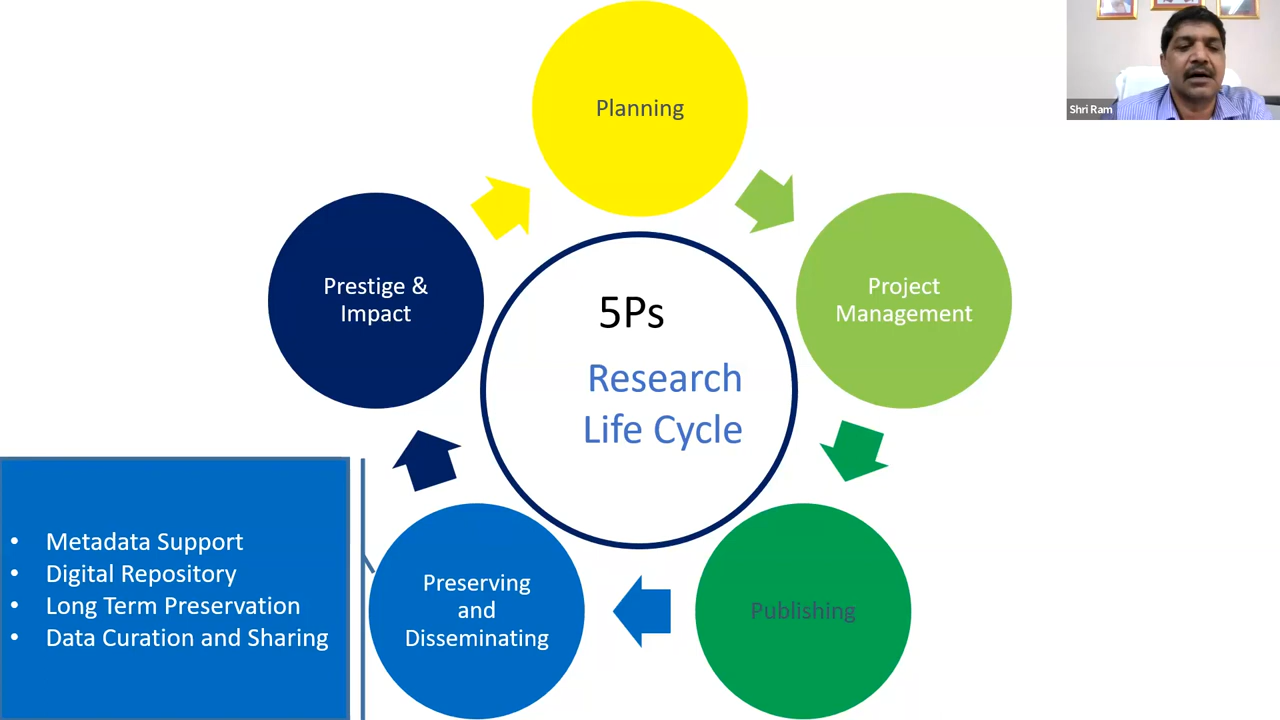 Planning
Shri Ram
Prestige &
Impact
Project
Management
5Ps
Research
Life Cycle
• Metadata Support
• Digital Repository
• Long Term Preservation
• Data Curation and Sharing
Preserving
and
Disseminating
Publishing